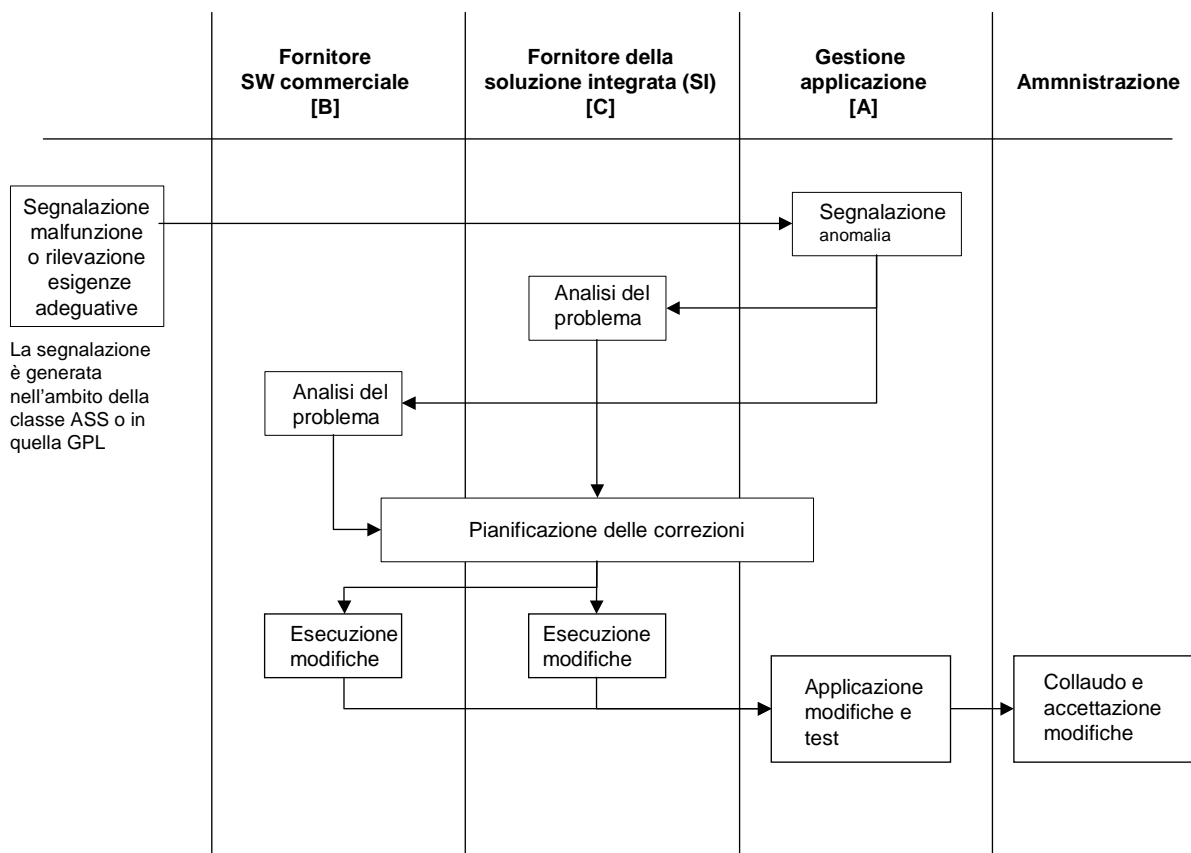 Fornitore
SW commerciale
[B]
Fornitore della
soluzione integrata (SI)
[C]
Gestione
applicazione
[A]
Ammnistrazione
Segnalazione
malfunzione
o rilevazione
esigenze
adeguative
La segnalazione
è generata
nell'ambito della
classe ASS o in
quella GPL
Segnalazione
anomalia
Analisi del
problema
Analisi del
problema
Pianificazione delle correzioni
Esecuzione
modifiche
Esecuzione
modifiche
Applicazione
modifiche e
test
Collaudo e
accettazione
modifiche